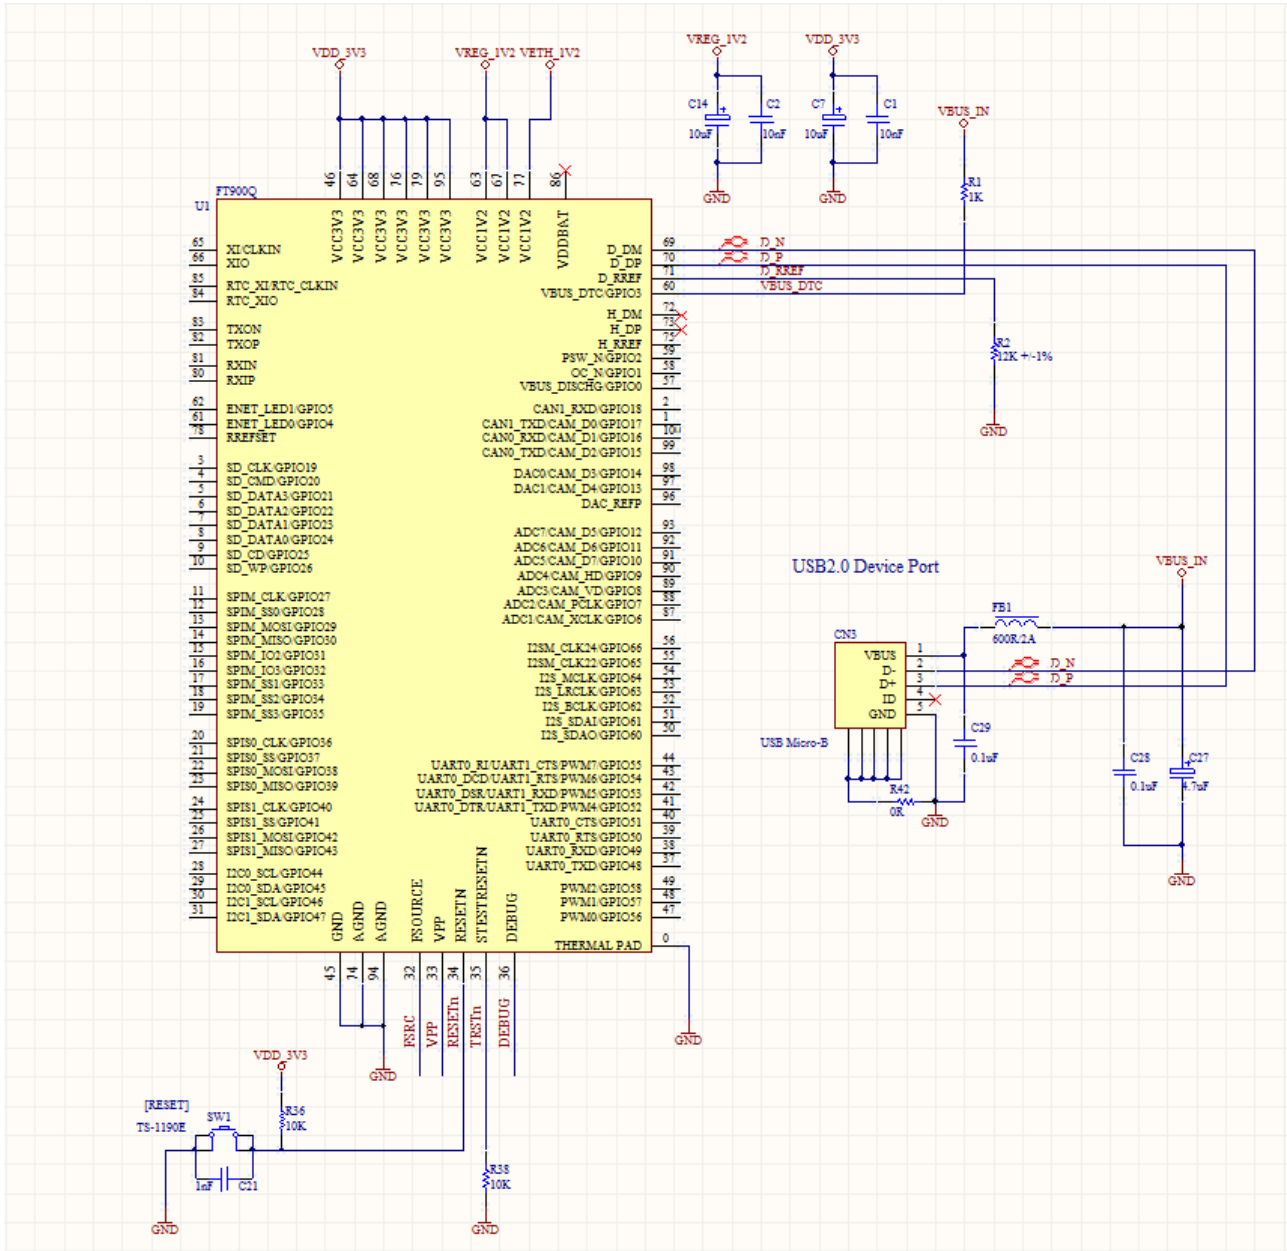 VDD_3V3
VREG_1V2 VETH_1V2
VREG_1V2
VDD_3V3
C14
10uF
C2
10nF
C7
10uF
C1
10nF
GND
GND
VBUS_IN
R1
1K
FT900Q
U1
46 VCC3V3
64 VCC3V3
68 VCC3V3
76 VCC3V3
79 VCC3V3
95 VCC3V3
63 VCC1V2
67 VCC1V2
77 VCC1V2
86 VDDBAT
65 XI/CLKIN
66 XIO
85 RTC_XI/RTC_CLKIN
84 RTC_XIO
83 TXON
82 TXOP
81 RXIN
80 RXIP
62 ENET_LED1/GPIO5
61 ENET_LED0/GPIO4
78 RREFSET
3 SD_CLK/GPIO19
4 SD_CMD/GPIO20
5 SD_DATA3/GPIO21
6 SD_DATA2/GPIO22
7 SD_DATA1/GPIO23
8 SD_DATA0/GPIO24
9 SD_CD/GPIO25
10 SD_WP/GPIO26
11 SPIM_CLK/GPIO27
12 SPIM_SS0/GPIO28
13 SPIM_MOSI/GPIO29
14 SPIM_MISO/GPIO30
15 SPIM_IO2/GPIO31
16 SPIM_IO3/GPIO32
17 SPIM_SS1/GPIO33
18 SPIM_SS2/GPIO34
19 SPIM_SS3/GPIO35
20 SPIS0_CLK/GPIO36
21 SPIS0_SS/GPIO37
22 SPIS0_MOSI/GPIO38
23 SPIS0_MISO/GPIO39
24 SPIS1_CLK/GPIO40
25 SPIS1_SS/GPIO41
26 SPIS1_MOSI/GPIO42
27 SPIS1_MISO/GPIO43
28 I2C0_SCL/GPIO44
29 I2C0_SDA/GPIO45
30 I2C1_SCL/GPIO46
31 I2C1_SDA/GPIO47
D_DM 69 D_N
D_DP 70 D_P
D_RREF 71 D_RREF
VBUS_DTC/GPIO3 60 VBUS_DTC
H_DM 72
H_DP 73
H_RREF 75
PSW_N/GPIO2 59
OC_N/GPIO1 58
VBUS_DISCHG/GPIO0 57
CAN1_RXD/GPIO18 2
CAN1_TXD/CAM_D0/GPIO17 1
CAN0_RXD/CAM_D1/GPIO16 100
CAN0_TXD/CAM_D2/GPIO15 99
DAC0/CAM_D3/GPIO14 98
DAC1/CAM_D4/GPIO13 97
DAC_REFP 96
ADC7/CAM_D5/GPIO12 93
ADC6/CAM_D6/GPIO11 92
ADC5/CAM_D7/GPIO10 91
ADC4/CAM_HD/GPIO9 90
ADC3/CAM_VD/GPIO8 89
ADC2/CAM_PCLK/GPIO7 88
ADC1/CAM_XCLK/GPIO6 87
I2SM_CLK24/GPIO66 56
I2SM_CLK22/GPIO65 55
I2S_MCLK/GPIO64 54
I2S_LRCLK/GPIO63 53
I2S_BCLK/GPIO62 52
I2S_SDAI/GPIO61 51
I2S_SDAO/GPIO60 50
UART0_RI/UART1_CTS/PWM7/GPIO55 44
UART0_DCD/UART1_RTS/PWM6/GPIO54 43
UART0_DSR/UART1_RXD/PWM5/GPIO53 42
UART0_DTR/UART1_TXD/PWM4/GPIO52 41
UART0_CTS/GPIO51 40
UART0_RTS/GPIO50 39
UART0_RXD/GPIO49 38
UART0_TXD/GPIO48 37
PWM2/GPIO58 49
PWM1/GPIO57 48
PWM0/GPIO56 47
THERMAL PAD 0
GND
GND 45
AGND 74
AGND 94
FSOURCE 32 FSRC
VPP 33 VPP
RESETN 34 RESETn
STESTRESETN 35 TRSTn
DEBUG 36 DEBUG
GND
R2
12K +/-1%
GND
USB2.0 Device Port
VBUS_IN
FB1
600R/2A
CN3
VBUS 1
D- 2 D_N
D+ 3 D_P
ID 4
GND 5
USB Micro-B
C29
0.1uF
R42
0R
GND
C28
0.1uF
C27
4.7uF
GND
VDD_3V3
[RESET]
TS-1190E
SW1
R36
10K
1nF C21
GND
R38
10K
GND